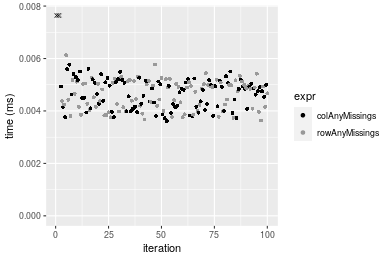 0.008
0.006
0.004
0.002
0.000
time (ms)
0 25 50 75 100
iteration
expr
colAnyMissings
rowAnyMissings